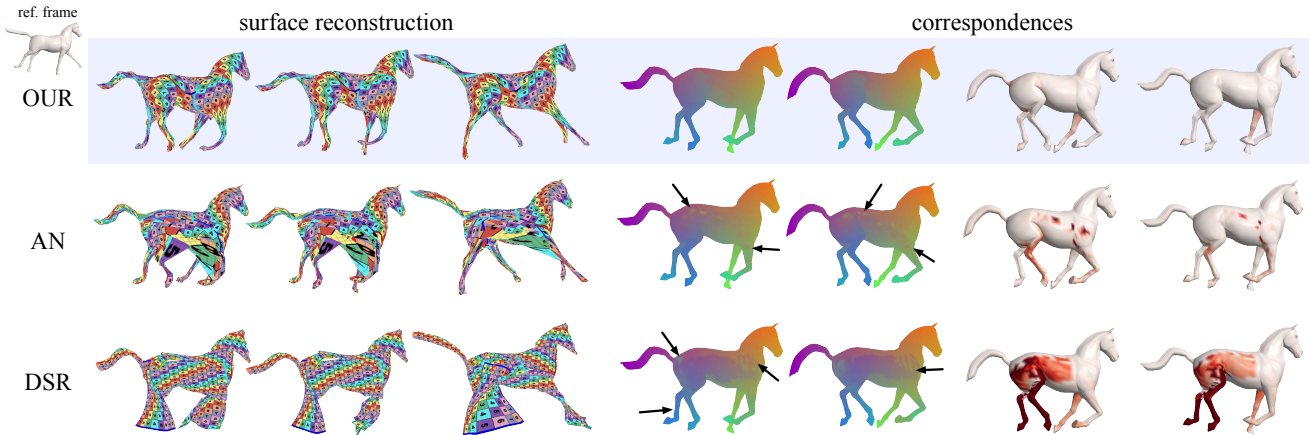 ref. frame
surface reconstruction
correspondences
OUR
AN
DSR